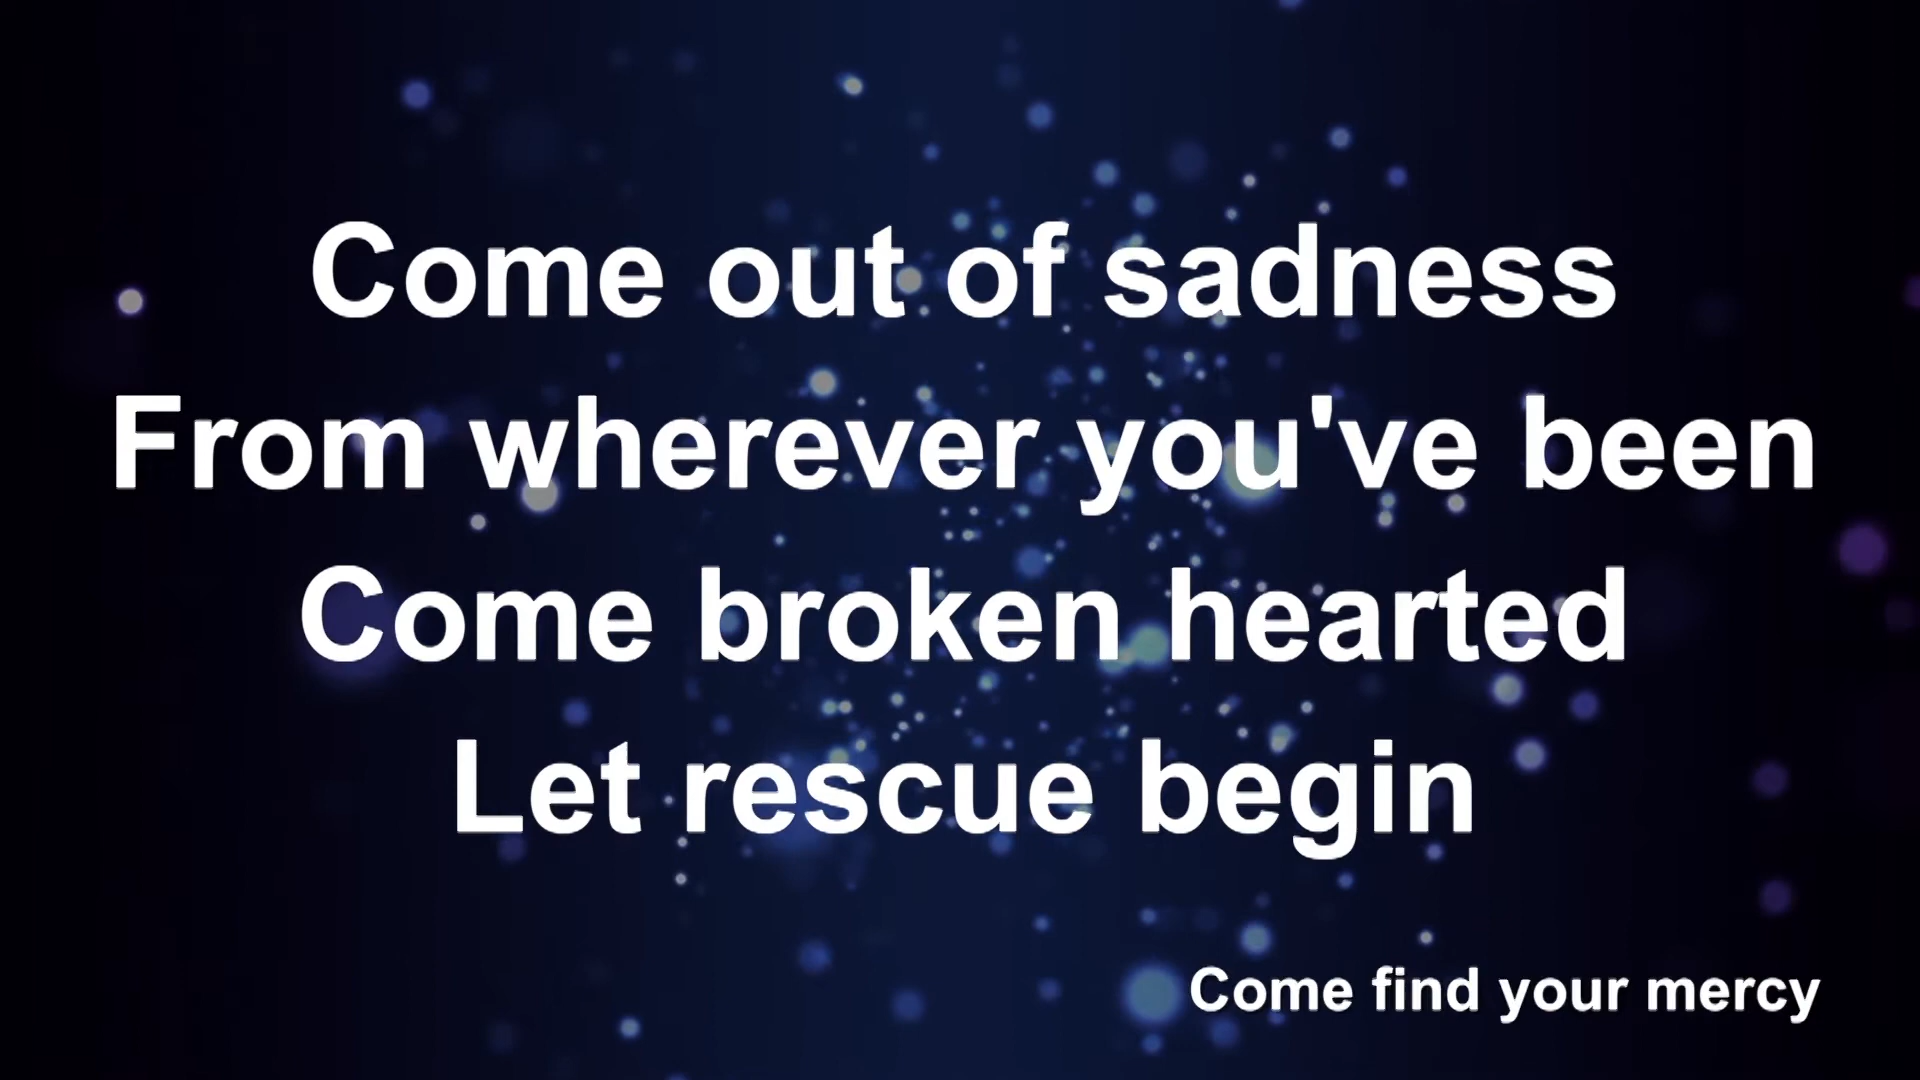 Come out of sadness
From wherever you've been
Come broken hearted
Let rescue begin
Come find your mercy